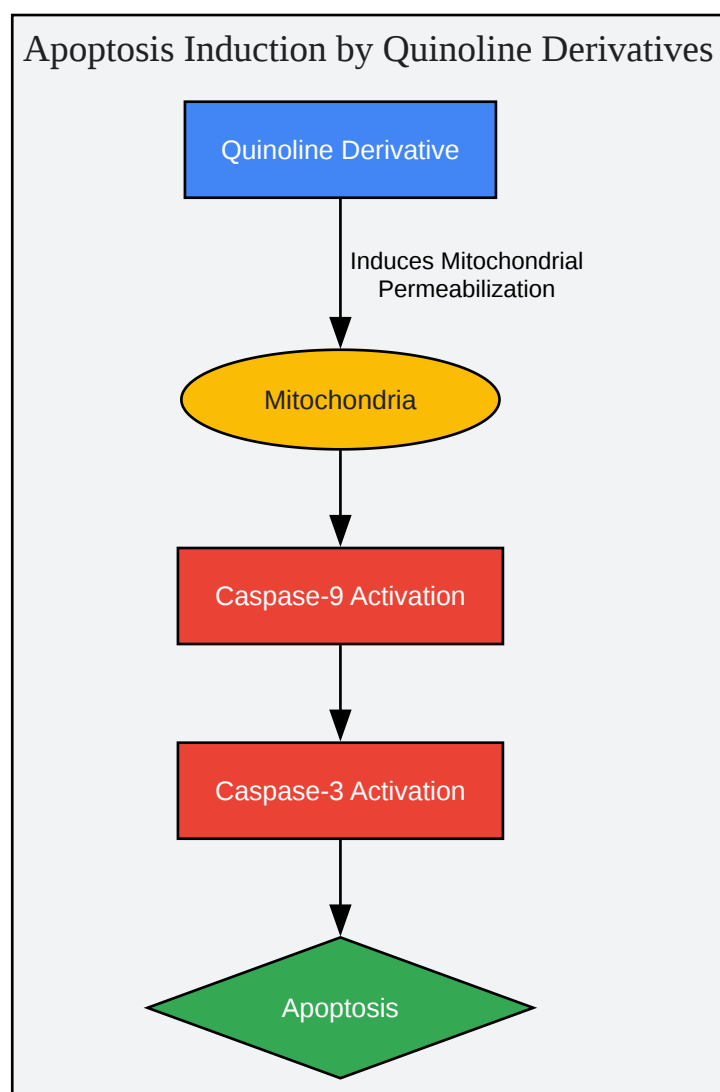 Apoptosis Induction by Quinoline Derivatives
Quinoline Derivative
Induces Mitochondrial
Permeabilization
Mitochondria
Caspase-9 Activation
Caspase-3 Activation
Apoptosis